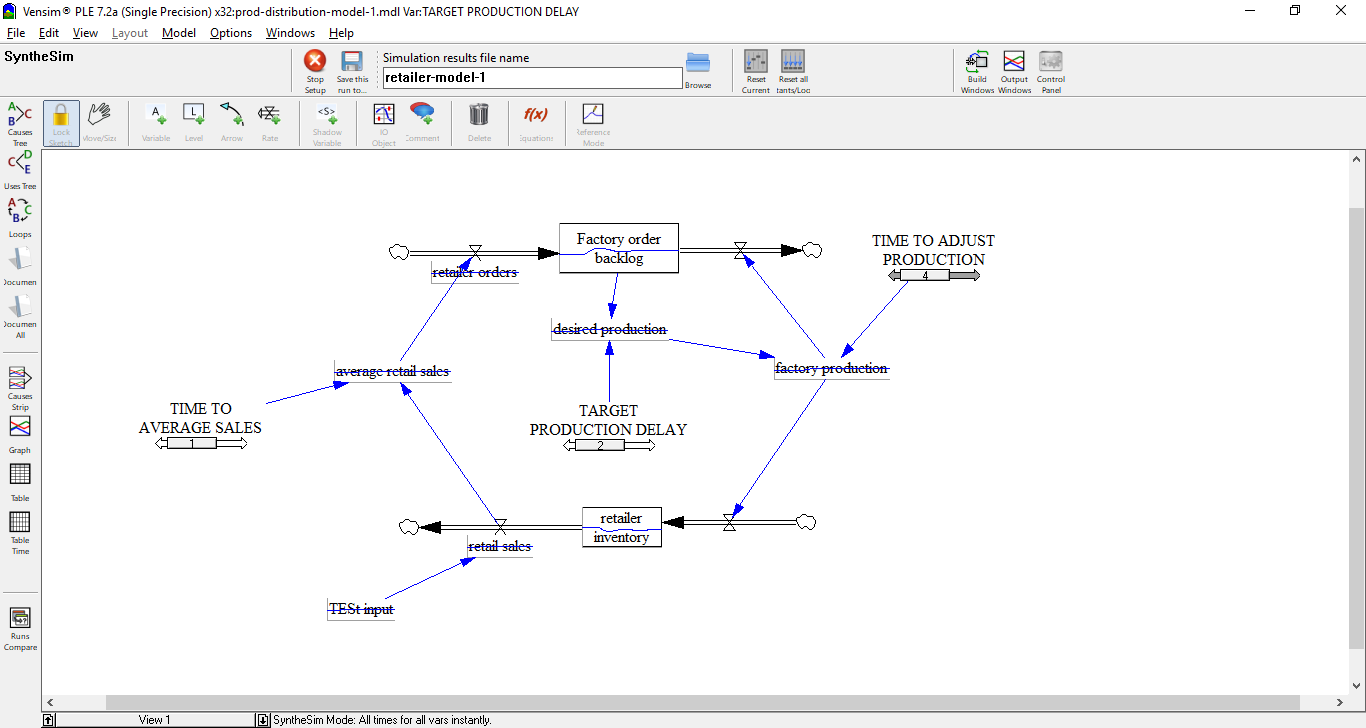 Vensim® PLE 7.2a (Single Precision) x32:prod-distribution-model-1.mdl Var:TARGET PRODUCTION DELAY
File Edit View Layout Model Options Windows Help
SyntheSim
Stop
Setup
Save this
run to...
Simulation results file name
retailer-model-1
Browse
Reset
Current
Reset all
tants/Loo
Build
Windows
Output
Windows
Control
Panel
Causes
Tree
Lock
Sketch
Move/Size
Variable
Level
Arrow
Rate
Shadow
Variable
IO
Object
Comment
Delete
Equations
Reference
Mode
Uses Tree
Loops
Documen
Documen
All
Causes
Strip
Graph
Table
Table
Time
Runs
Compare
Factory order
backlog
retailer orders
TIME TO ADJUST
PRODUCTION
4
desired production
average retail sales
factory production
TIME TO
AVERAGE SALES
1
TARGET
PRODUCTION DELAY
2
retailer
inventory
retail sales
TESt input
View 1
SyntheSim Mode: All times for all vars instantly.